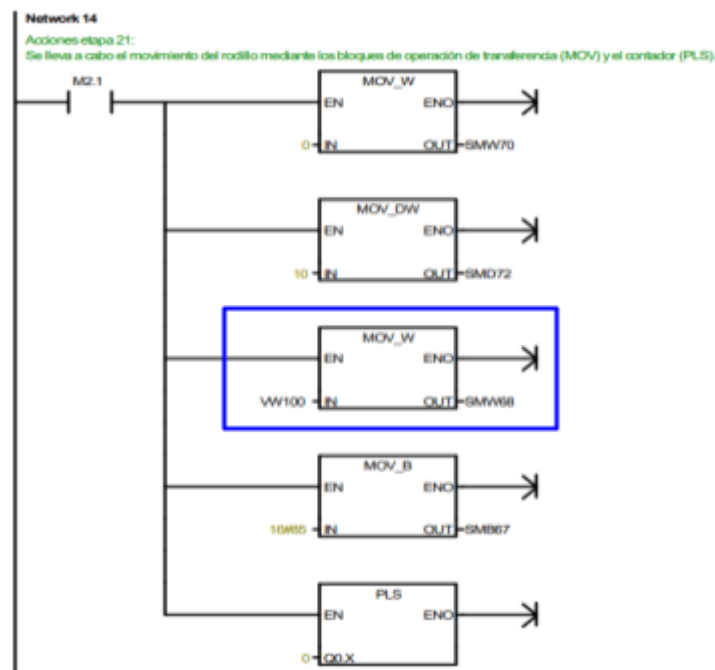 Network 14
Acciones etapa 21:
Se lleva a cabo el movimiento del rodillo mediante los bloques de operación de transferencia (MOV) y el contador (PLS).
M2.1
MOV_W
EN ENO
0 IN OUT SMW70
MOV_DW
EN ENO
10 IN OUT SMD72
MOV_W
EN ENO
VW100 IN OUT SMW68
MOV_B
EN ENO
16#85 IN OUT SMB67
PLS
EN ENO
0 Q0.X